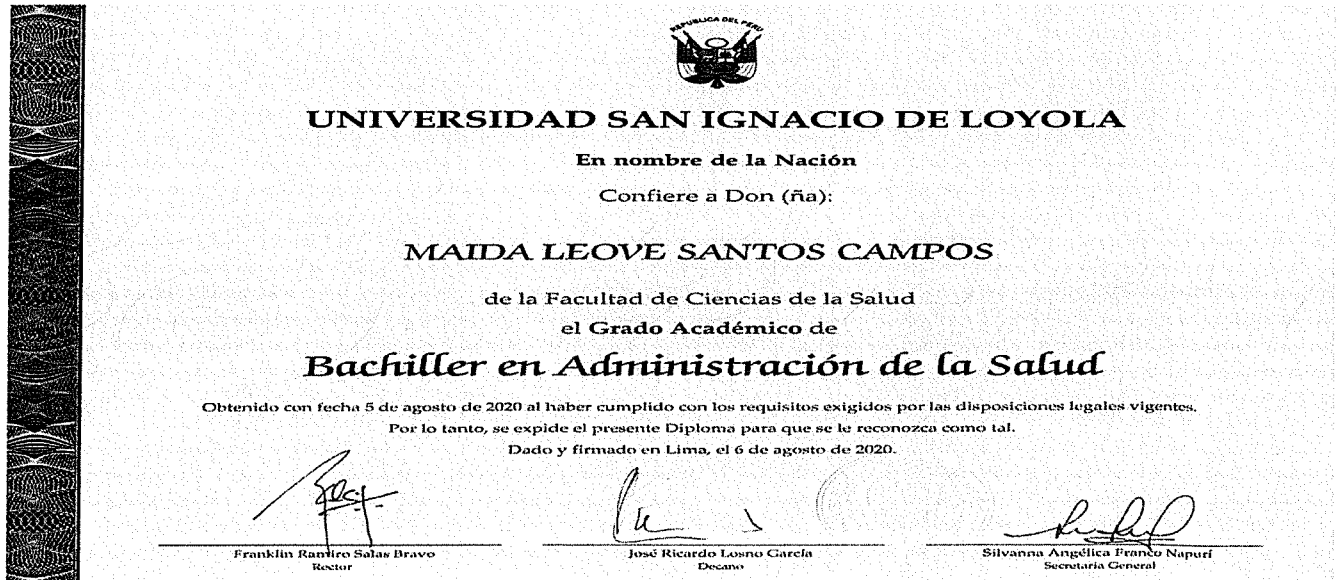 REPUBLICA DEL PERU
UNIVERSIDAD SAN IGNACIO DE LOYOLA
En nombre de la Nación
Confiere a Don (ña):
MAIDA LEOVE SANTOS CAMPOS
de la Facultad de Ciencias de la Salud
el Grado Académico de
Bachiller en Administración de la Salud
Obtenido con fecha 5 de agosto de 2020 al haber cumplido con los requisitos exigidos por las disposiciones legales vigentes.
Por lo tanto, se expide el presente Diploma para que se le reconozca como tal.
Dado y firmado en Lima, el 6 de agosto de 2020.
Franklin Ramiro Salas Bravo
Rector
José Ricardo Losno García
Decano
Silvanna Angélica Franco Napurí
Secretaria General